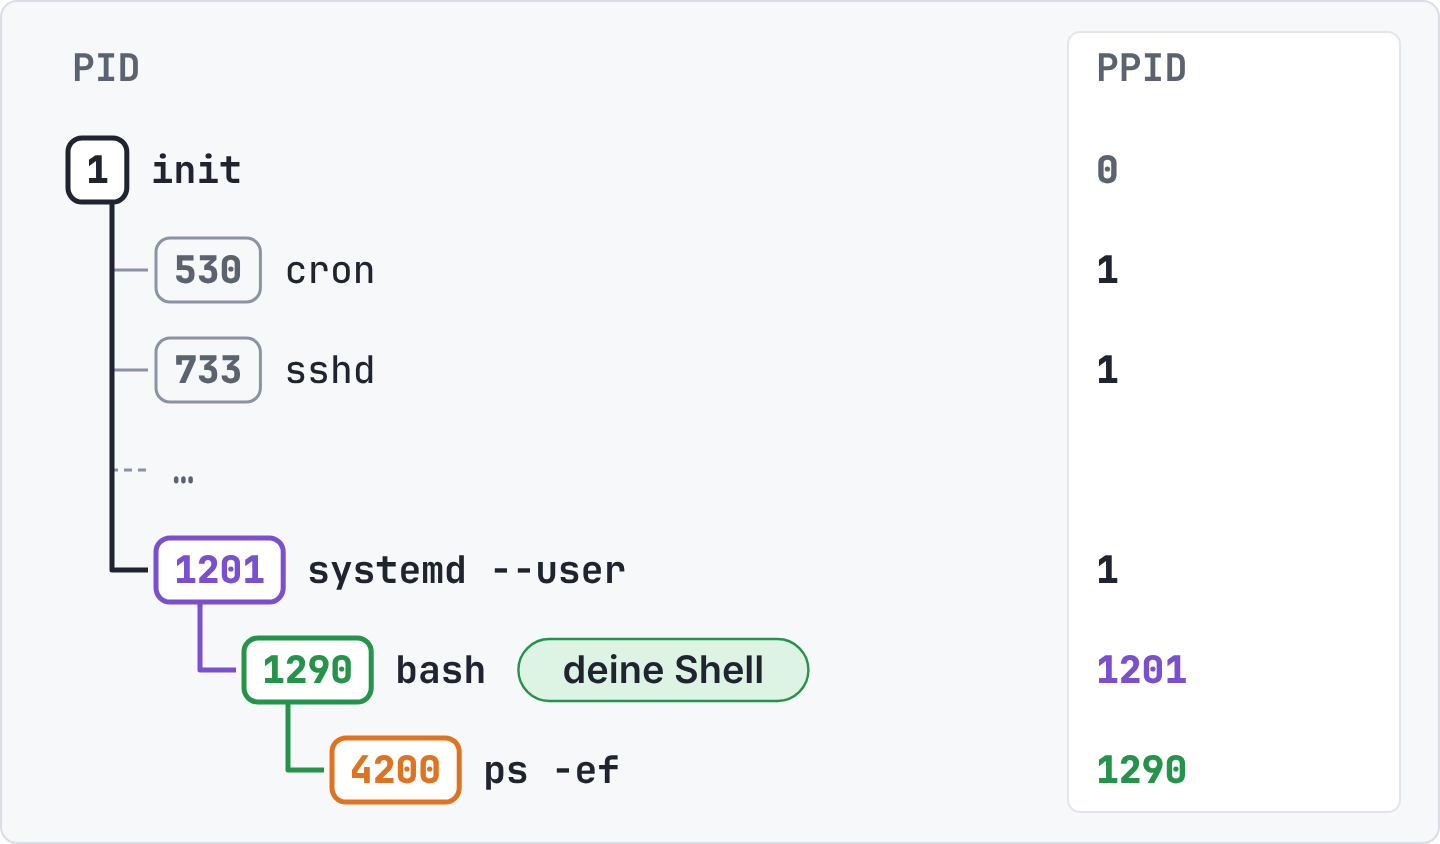 PID PPID
1 init 0
530 cron 1
733 sshd 1
…
1201 systemd --user 1
1290 bash deine Shell 1201
4200 ps -ef 1290